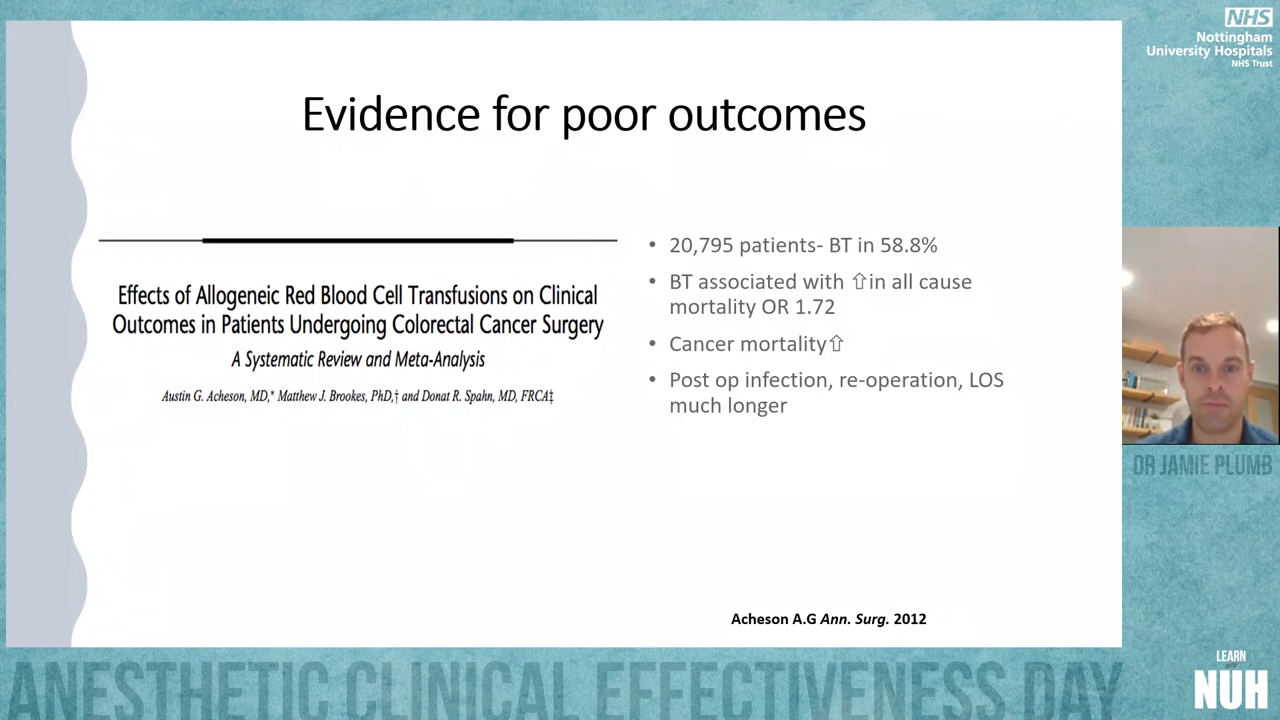 Evidence for poor outcomes
Effects of Allogeneic Red Blood Cell Transfusions on Clinical
Outcomes in Patients Undergoing Colorectal Cancer Surgery
A Systematic Review and Meta-Analysis
Austin G. Acheson, MD,* Matthew J. Brookes, PhD,† and Donat R. Spahn, MD, FRCA‡
• 20,795 patients- BT in 58.8%
• BT associated with ⇧in all cause
mortality OR 1.72
• Cancer mortality⇧
• Post op infection, re-operation, LOS
much longer
Acheson A.G Ann. Surg. 2012
NHS
Nottingham
University Hospitals
NHS Trust
DR JAMIE PLUMB
ANESTHETIC CLINICAL EFFECTIVENESS DAY
LEARN
NUH